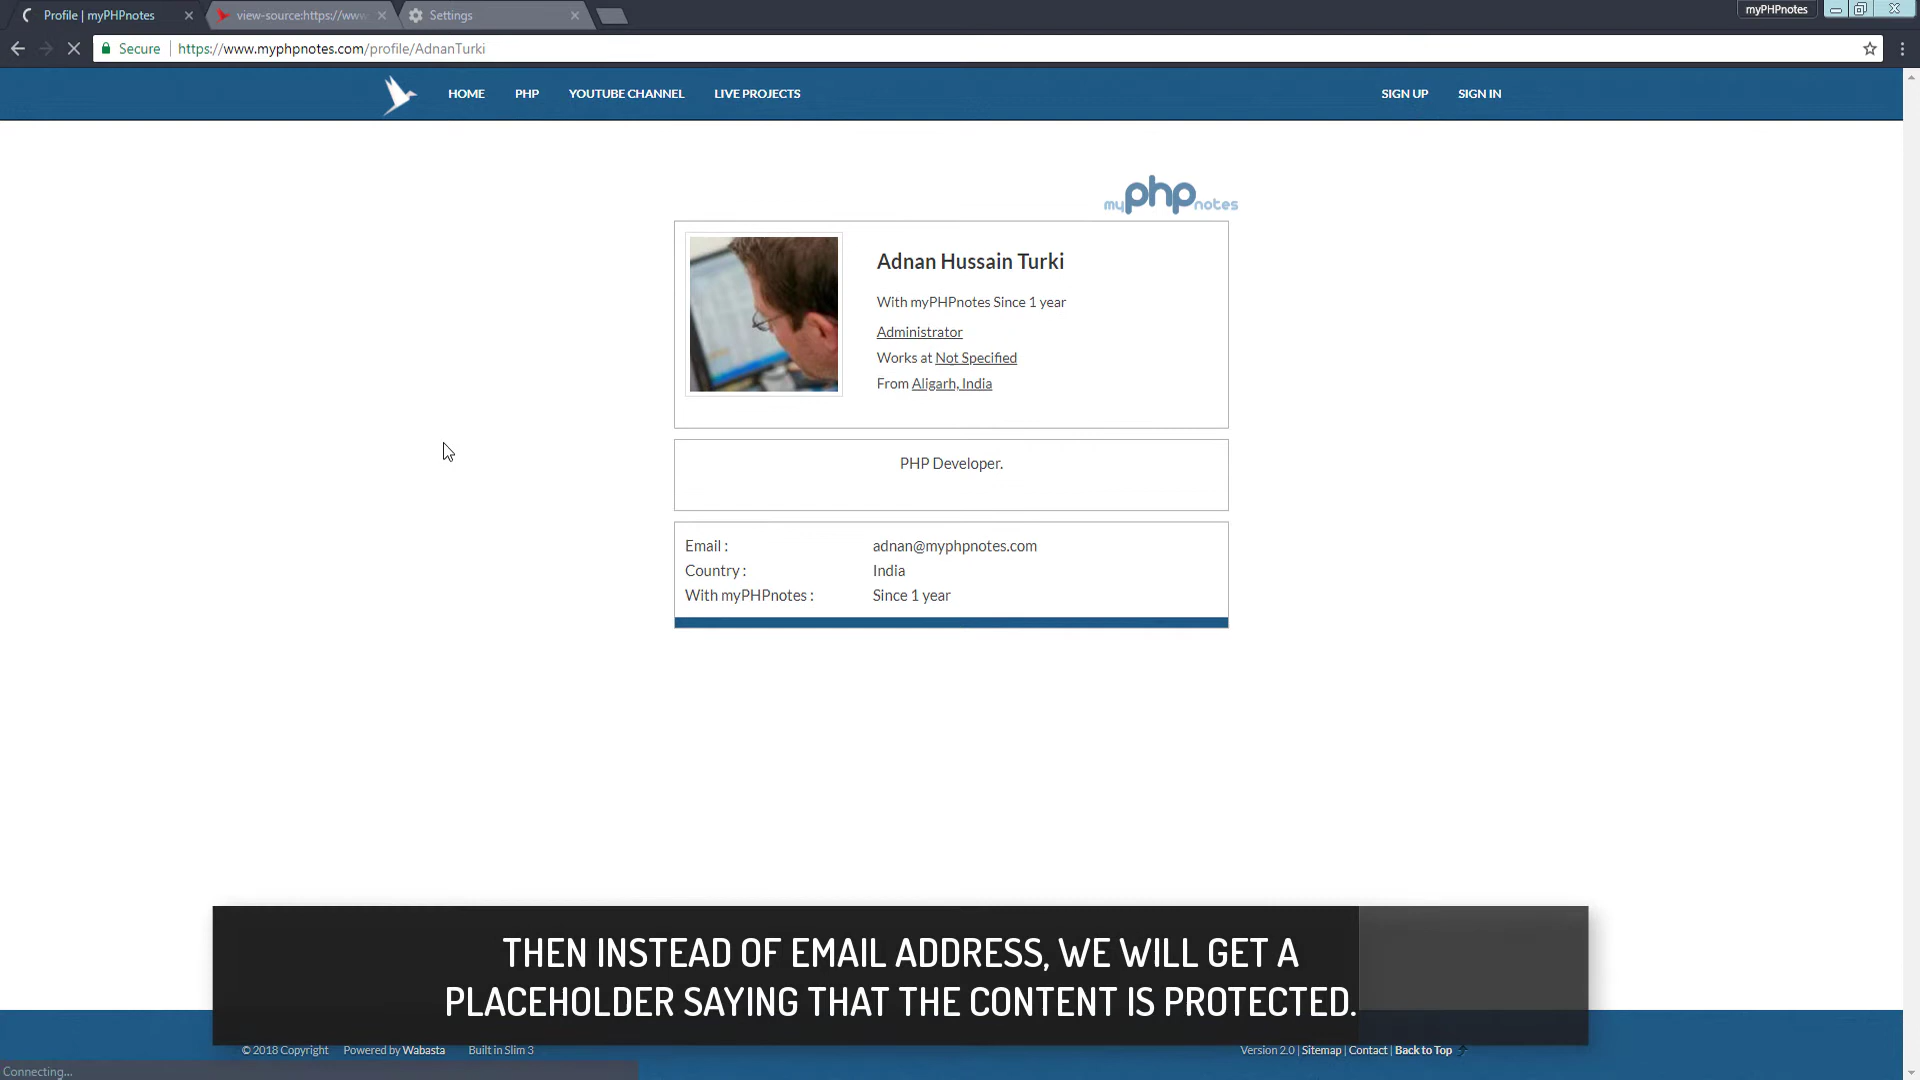 Profile | myPHPnotes
view-source:https://www
Settings
myPHPnotes
Secure
https://www.myphpnotes.com/profile/AdnanTurki
HOME
PHP
YOUTUBE CHANNEL
LIVE PROJECTS
SIGN UP
SIGN IN
my php notes
Adnan Hussain Turki
With myPHPnotes Since 1 year
Administrator
Works at Not Specified
From Aligarh, India
PHP Developer.
Email : adnan@myphpnotes.com
Country : India
With myPHPnotes : Since 1 year
THEN INSTEAD OF EMAIL ADDRESS, WE WILL GET A
PLACEHOLDER SAYING THAT THE CONTENT IS PROTECTED.
© 2018 Copyright Powered by Wabasta Built in Slim 3
Version 2.0 | Sitemap | Contact | Back to Top
Connecting...